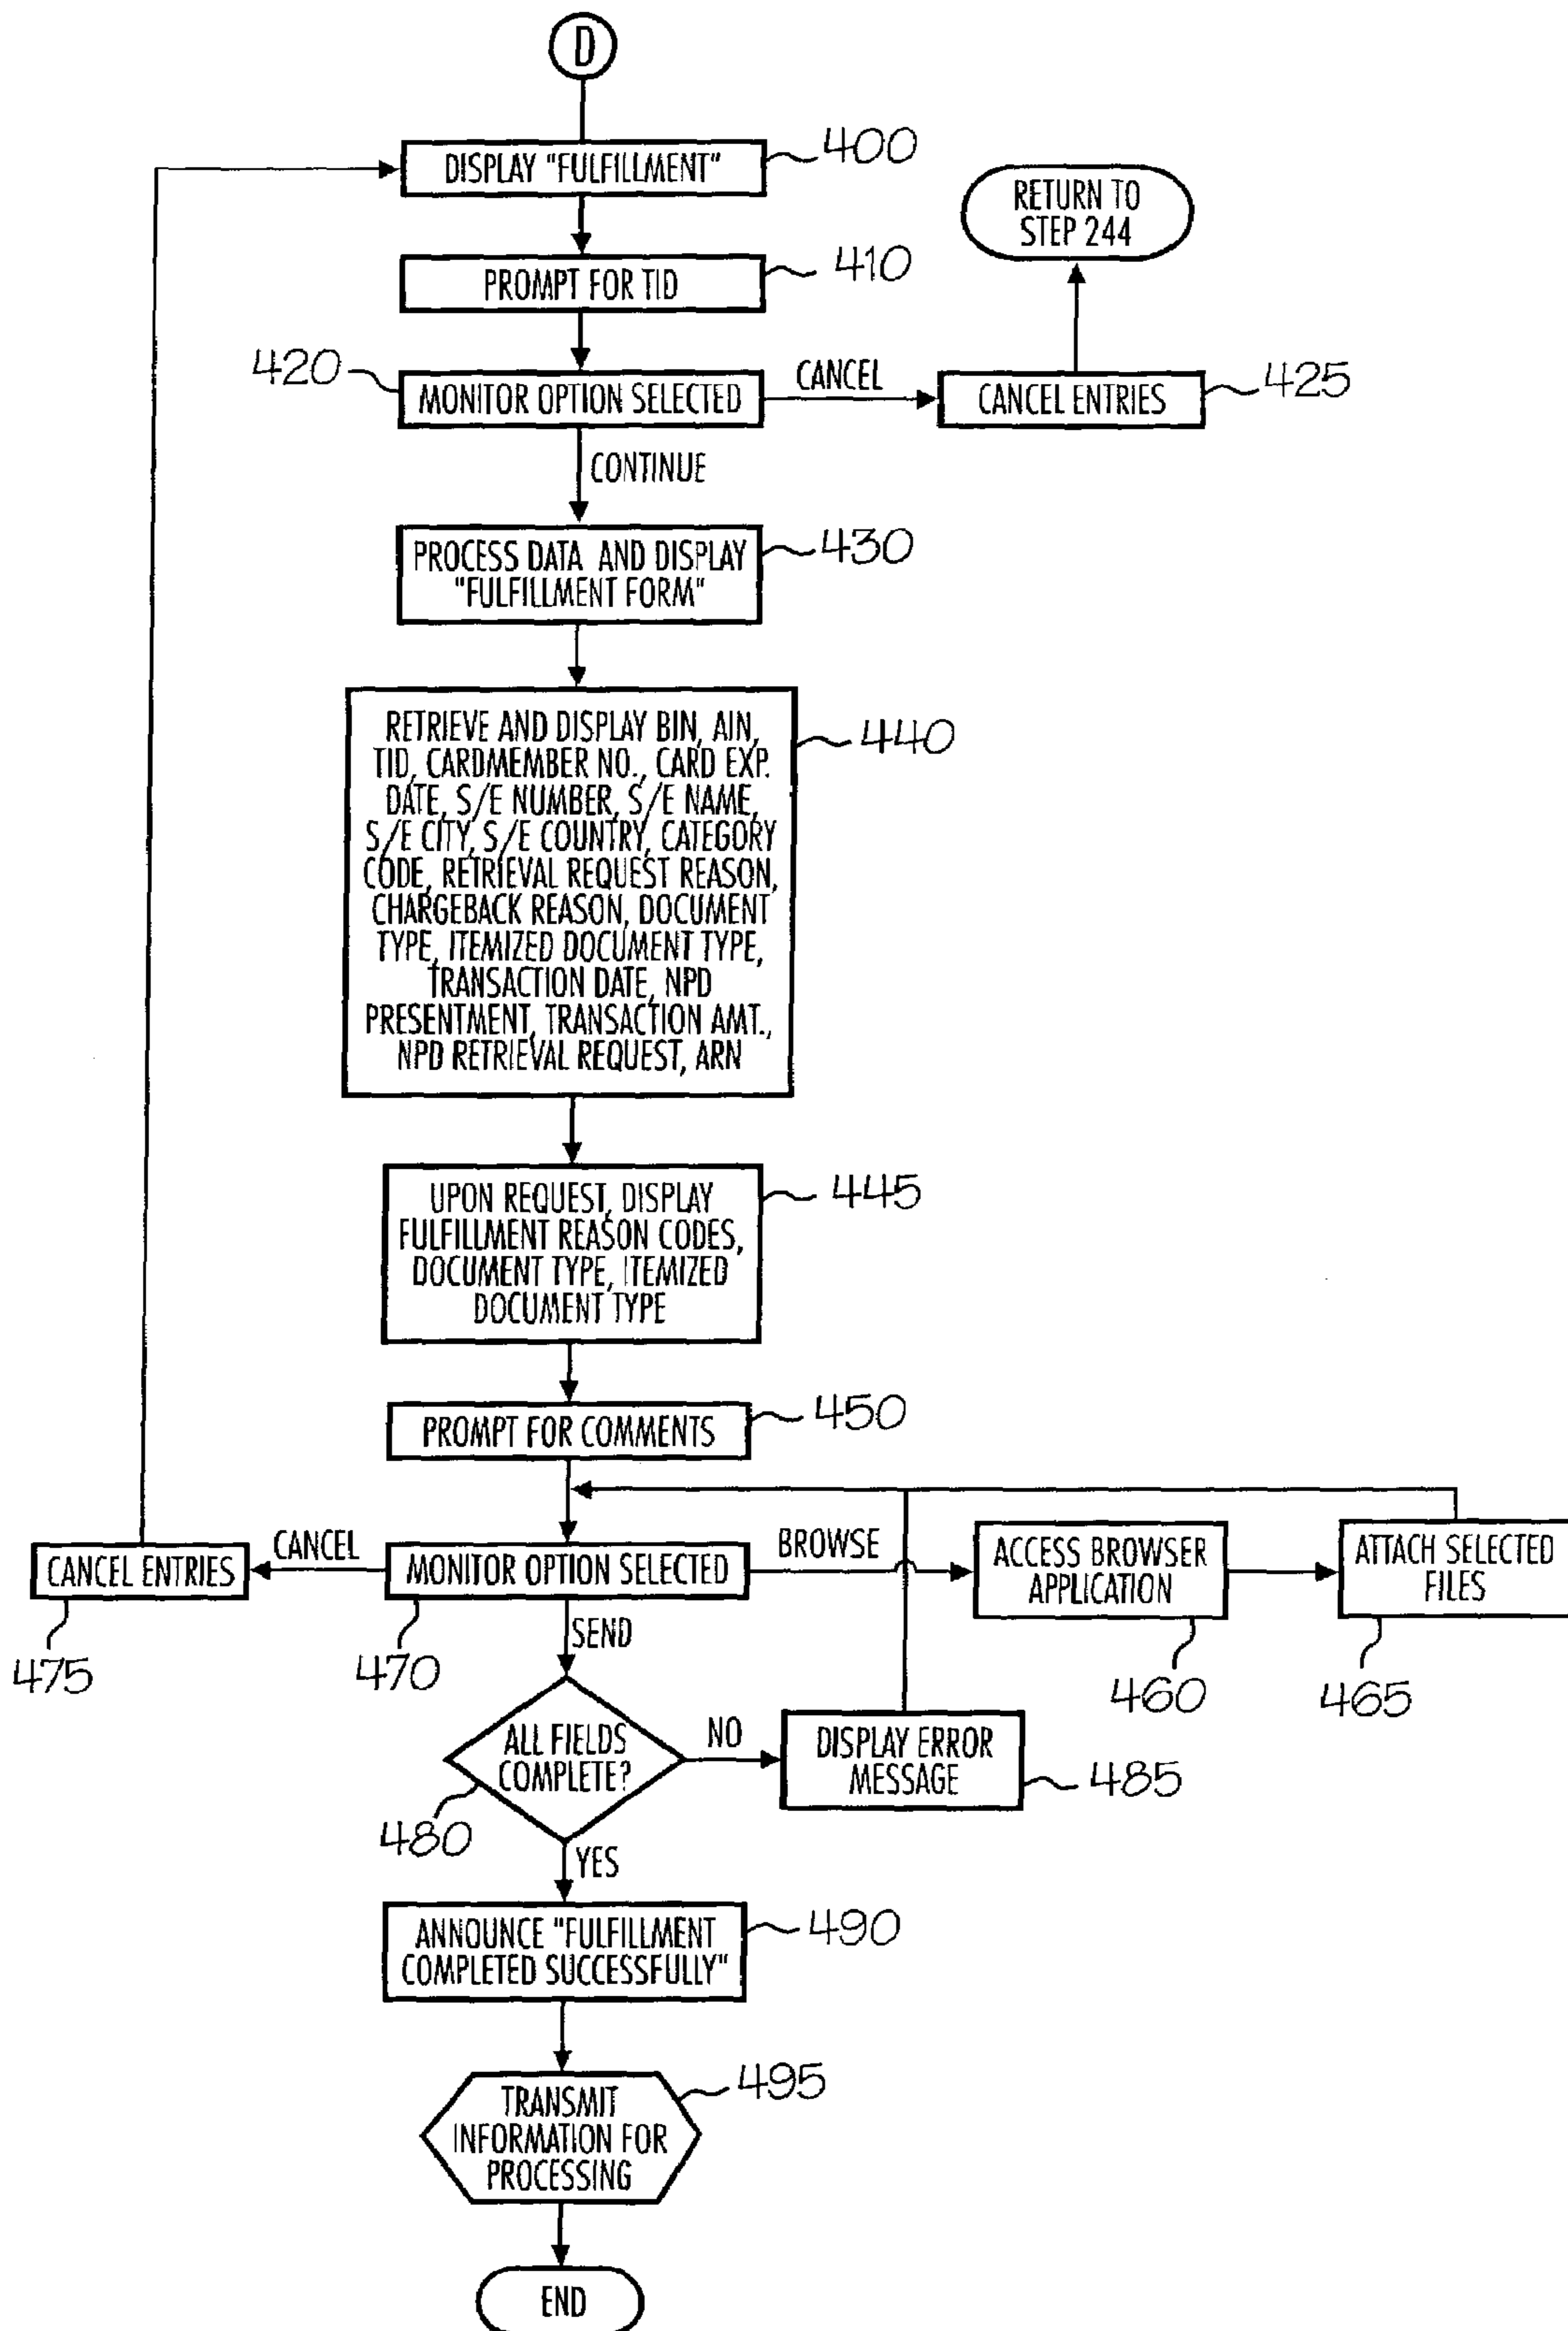 D
DISPLAY "FULFILLMENT"
400
PROMPT FOR TID
410
RETURN TO
STEP 244
420
MONITOR OPTION SELECTED
CANCEL
CANCEL ENTRIES
425
CONTINUE
PROCESS DATA AND DISPLAY
"FULFILLMENT FORM"
430
RETRIEVE AND DISPLAY BIN, AIN,
TID, CARDMEMBER NO., CARD EXP.
DATE, S/E NUMBER, S/E NAME,
S/E CITY, S/E COUNTRY, CATEGORY
CODE, RETRIEVAL REQUEST REASON,
CHARGEBACK REASON, DOCUMENT
TYPE, ITEMIZED DOCUMENT TYPE,
TRANSACTION DATE, NPD
PRESENTMENT, TRANSACTION AMT.,
NPD RETRIEVAL REQUEST, ARN
440
UPON REQUEST, DISPLAY
FULFILLMENT REASON CODES,
DOCUMENT TYPE, ITEMIZED
DOCUMENT TYPE
445
PROMPT FOR COMMENTS
450
CANCEL ENTRIES
475
CANCEL
MONITOR OPTION SELECTED
470
BROWSE
ACCESS BROWSER
APPLICATION
460
ATTACH SELECTED
FILES
465
SEND
ALL FIELDS
COMPLETE?
480
NO
DISPLAY ERROR
MESSAGE
485
YES
ANNOUNCE "FULFILLMENT
COMPLETED SUCCESSFULLY"
490
TRANSMIT
INFORMATION FOR
PROCESSING
495
END